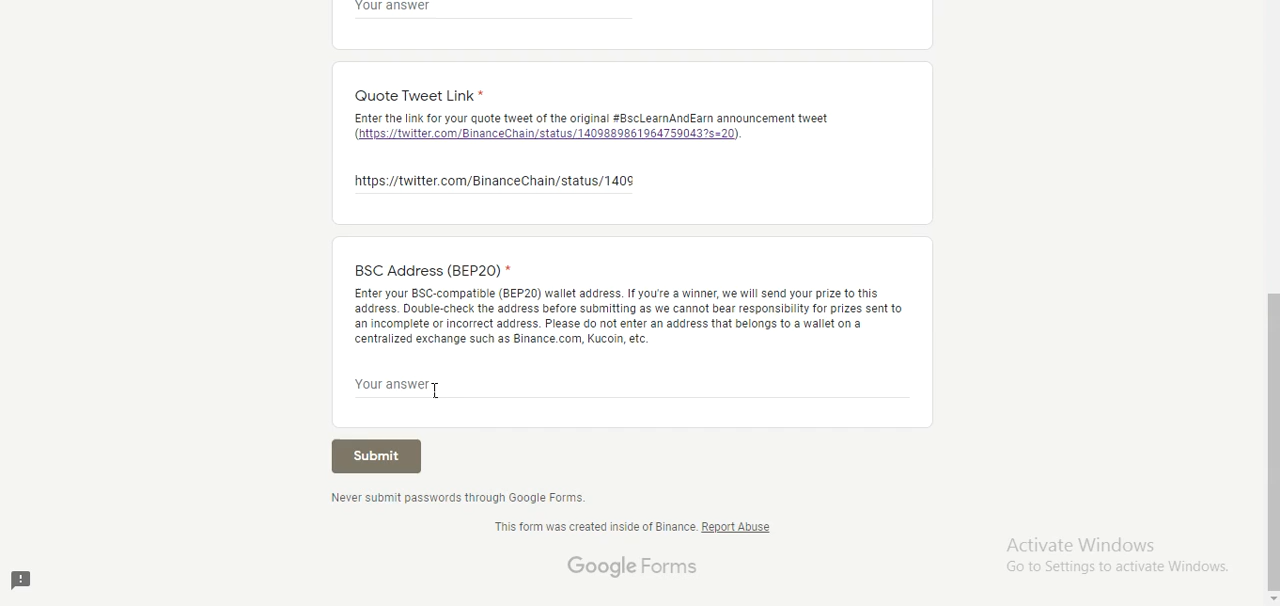 Your answer
Quote Tweet Link *
Enter the link for your quote tweet of the original #BscLearnAndEarn announcement tweet
(https://twitter.com/BinanceChain/status/1409889861964759043?s=20).
https://twitter.com/BinanceChain/status/1409
BSC Address (BEP20) *
Enter your BSC-compatible (BEP20) wallet address. If you're a winner, we will send your prize to this
address. Double-check the address before submitting as we cannot bear responsibility for prizes sent to
an incomplete or incorrect address. Please do not enter an address that belongs to a wallet on a
centralized exchange such as Binance.com, Kucoin, etc.
Your answer
Submit
Never submit passwords through Google Forms.
This form was created inside of Binance. Report Abuse
Google Forms
Activate Windows
Go to Settings to activate Windows.